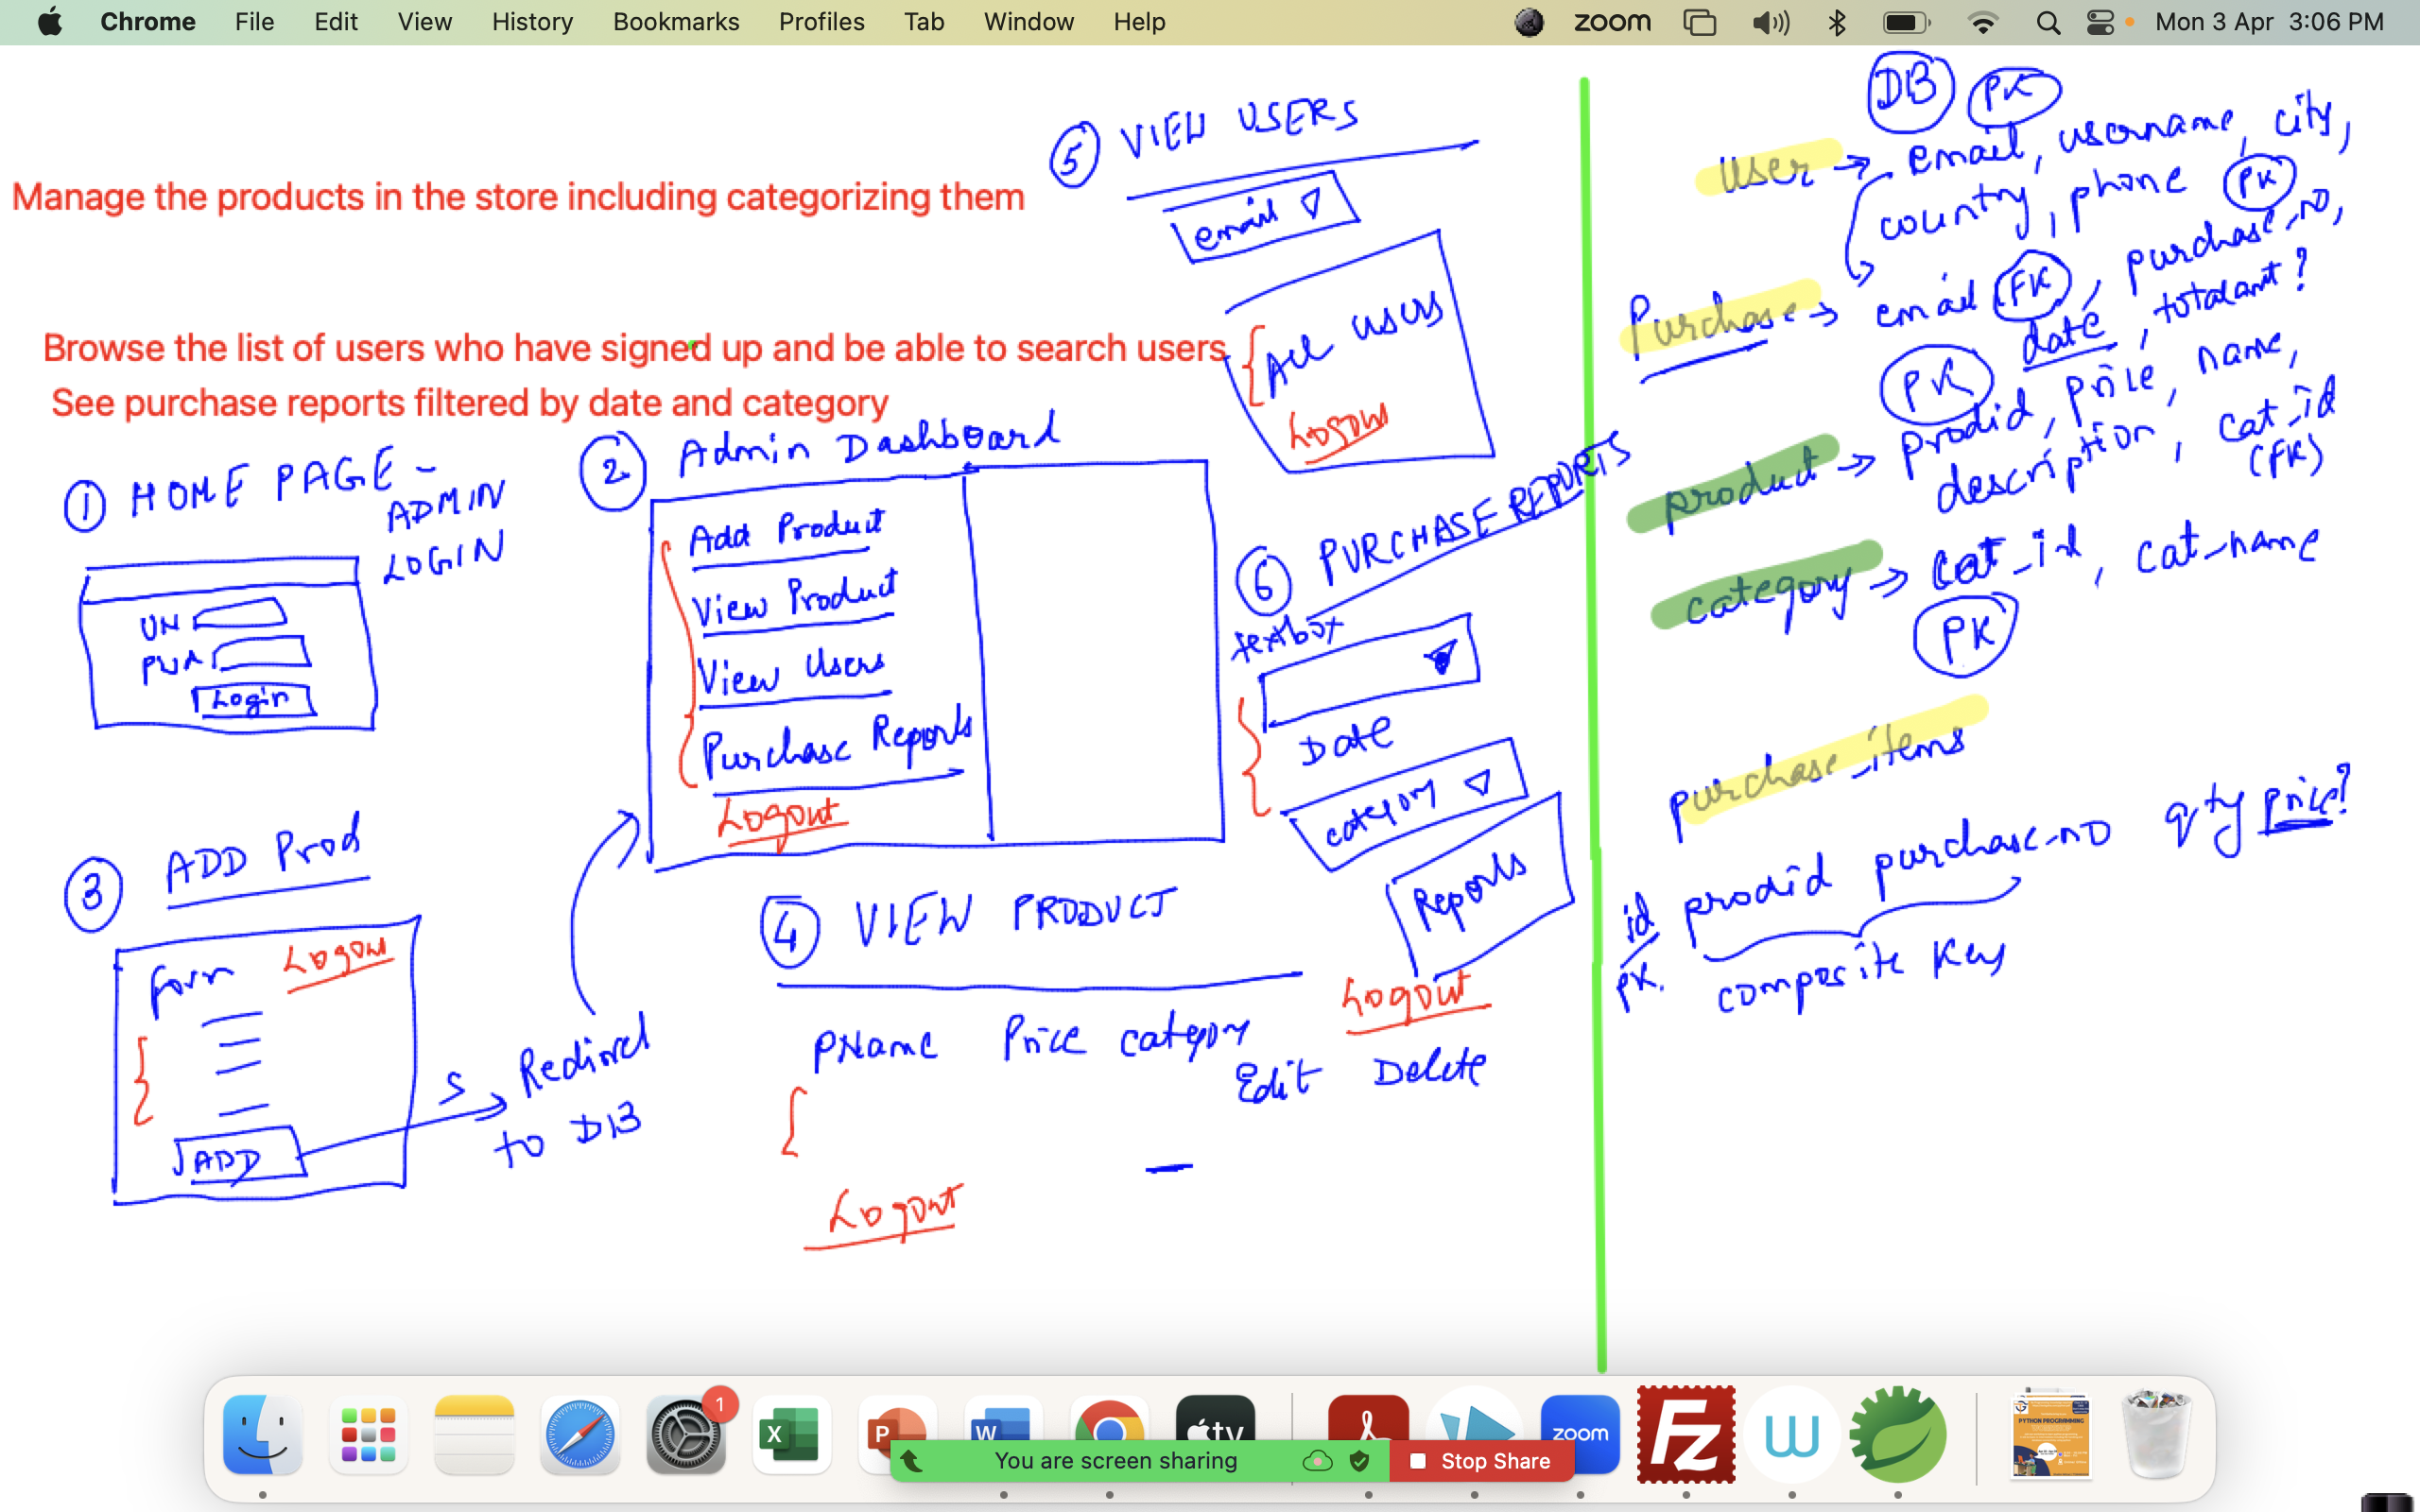 Chrome File Edit View History Bookmarks Profiles Tab Window Help zoom Mon 3 Apr 3:06 PM
Manage the products in the store including categorizing them
Browse the list of users who have signed up and be able to search users
See purchase reports filtered by date and category
1 HOME PAGE -
ADMIN
LOGIN
UN
PWD
Login
2 Admin Dashboard
Add Product
View Product
View Users
Purchase Reports
Logout
3 ADD Prod
Form Logout
ADD
S
Redirect
to DB
4 VIEW PRODUCT
PName Price category
Edit Delete
Logout
5 VIEW USERS
email
All users
Logout
6 PURCHASE REPORTS
textbox
Date
category
Reports
Logout
DB PK
User → email, username, city,
country, phone PK
Purchase → email (FK), purchase_no,
date, totalamt?
PK
product → prodid, price, name,
description, cat_id
(FK)
category → cat_id, cat_name
PK
purchase_items
id prodid purchase_no qty price?
PK.
composite key
1
X
P
W
tv
zoom
Fz
W
PYTHON PROGRAMMING
You are screen sharing
Stop Share